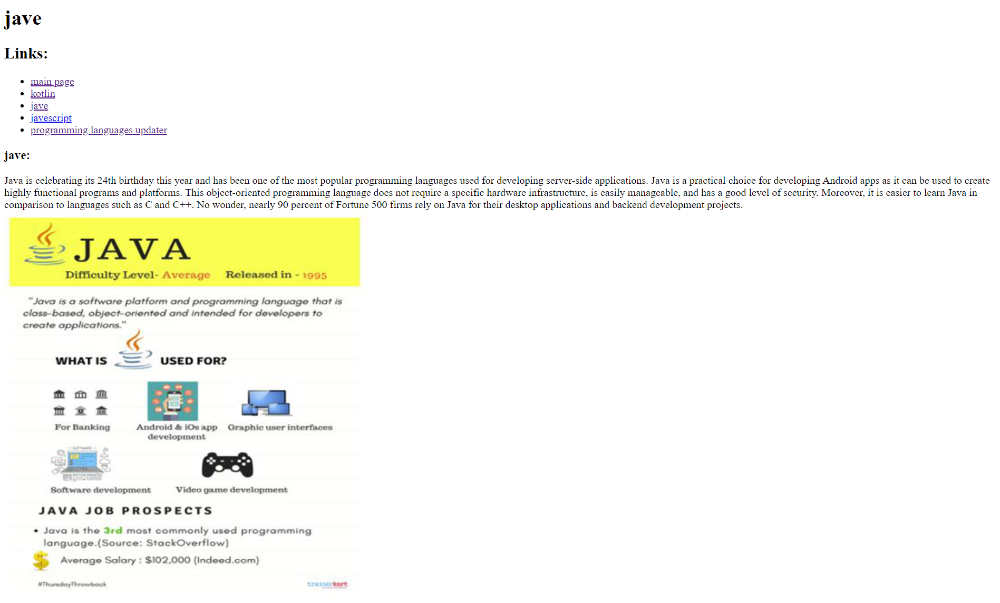 jave
Links:
main page
kotlin
jave
javescript
programming languages updater
jave:
Java is celebrating its 24th birthday this year and has been one of the most popular programming languages used for developing server-side applications. Java is a practical choice for developing Android apps as it can be used to create
highly functional programs and platforms. This object-oriented programming language does not require a specific hardware infrastructure, is easily manageable, and has a good level of security. Moreover, it is easier to learn Java in
comparison to languages such as C and C++. No wonder, nearly 90 percent of Fortune 500 firms rely on Java for their desktop applications and backend development projects.
JAVA
Difficulty Level- Average Released in - 1995
"Java is a software platform and programming language that is
class-based, object-oriented and intended for developers to
create applications."
WHAT IS USED FOR?
For Banking
Android & iOs app
development
Graphic user interfaces
SOFTWARE
Software development
Video game development
JAVA JOB PROSPECTS
• Java is the 3rd most commonly used programming
language.(Source: StackOverflow)
$ Average Salary : $102,000 (Indeed.com)
#ThursdayThrowback
trainerkart